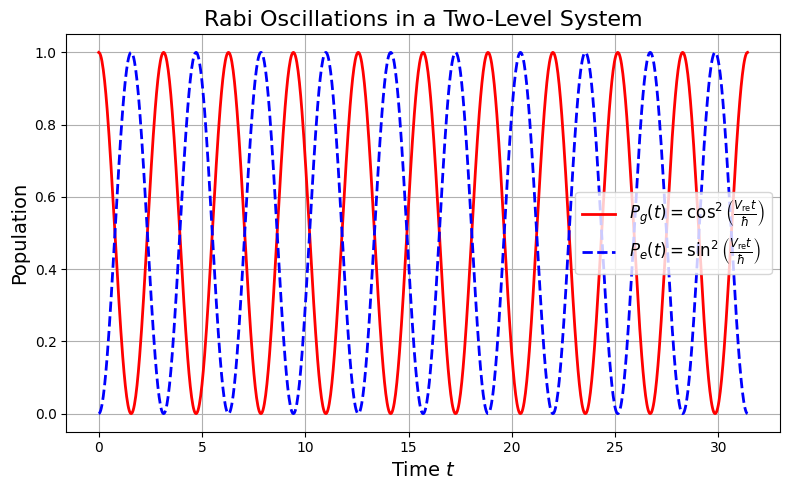 Rabi Oscillations in a Two-Level System
Population
1.0
0.8
0.6
0.4
0.2
0.0
P_g(t) = cos²(V_re t / ħ)
P_e(t) = sin²(V_re t / ħ)
0 5 10 15 20 25 30
Time t